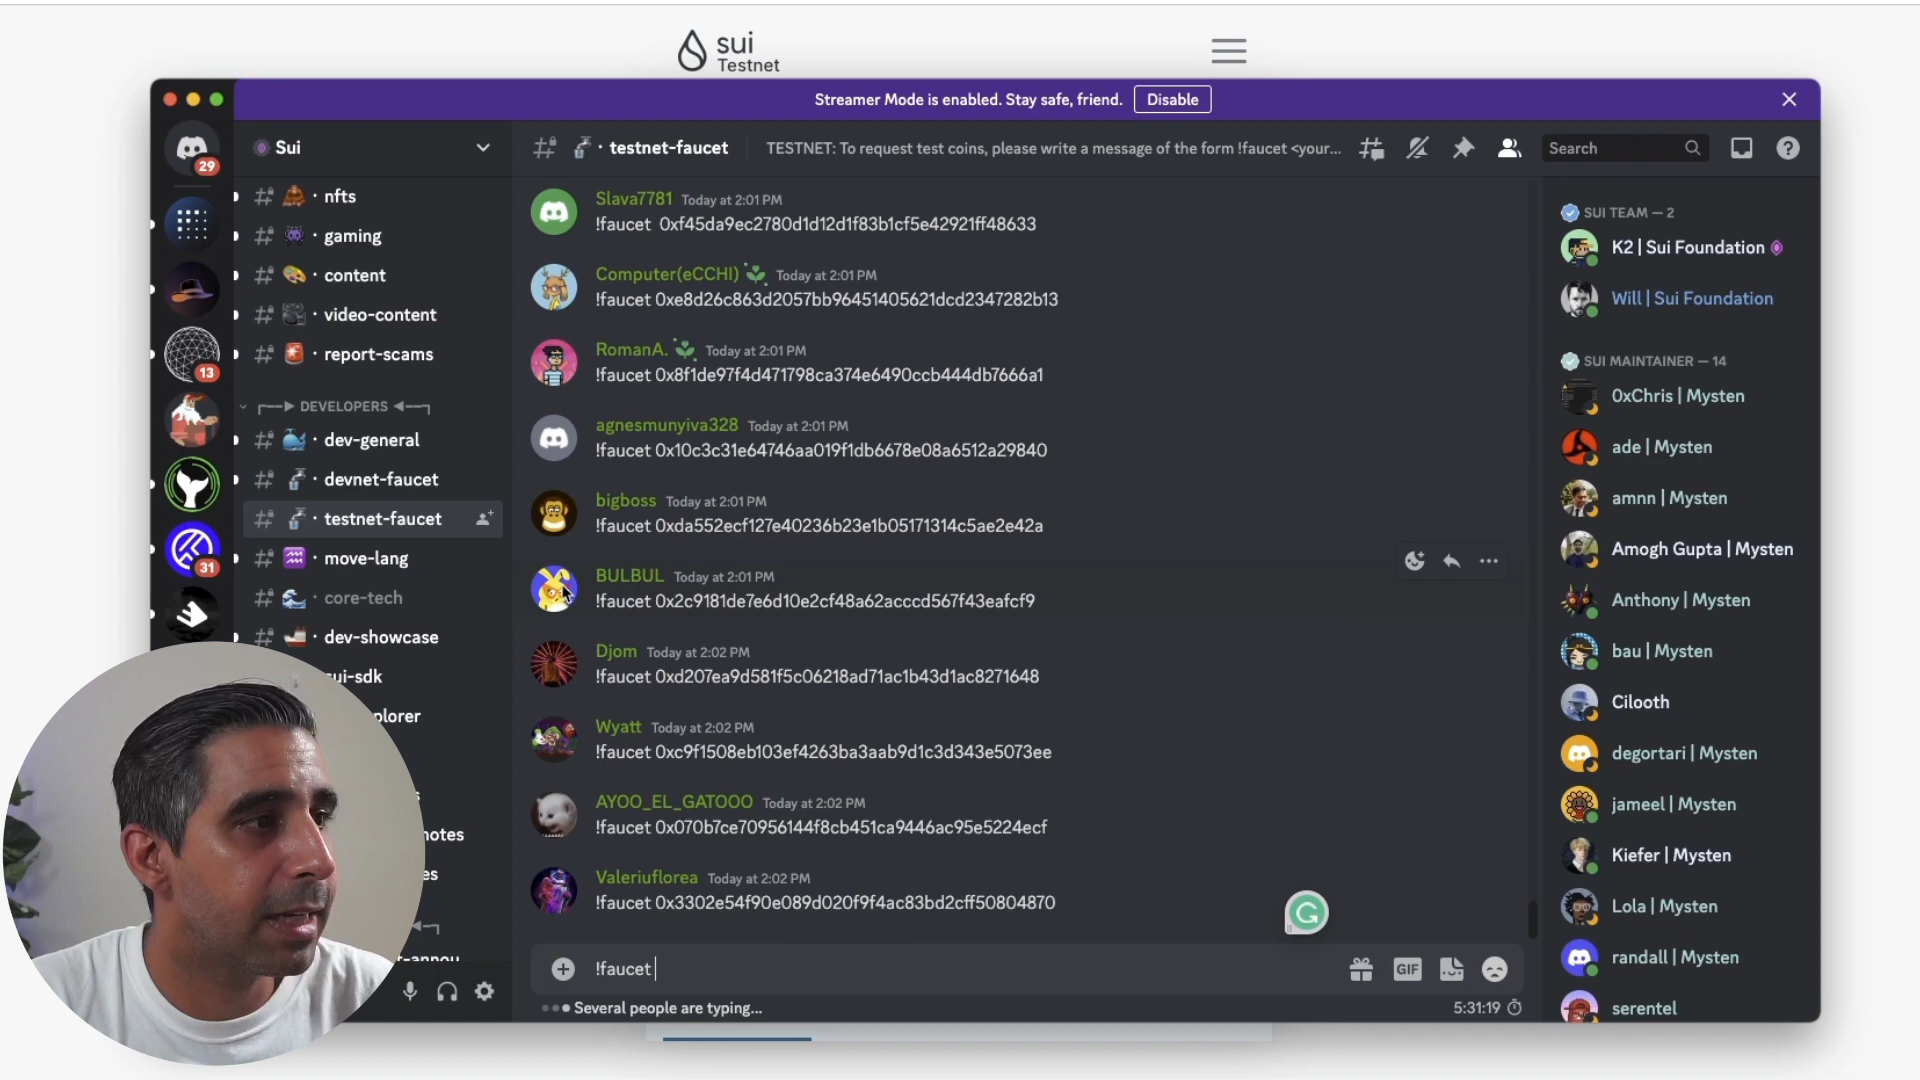 sui
Testnet
Streamer Mode is enabled. Stay safe, friend.
Disable
29
13
31
Sui
nfts
gaming
content
video-content
report-scams
DEVELOPERS
dev-general
devnet-faucet
testnet-faucet
move-lang
core-tech
dev-showcase
ui-sdk
plorer
notes
es
testnet-faucet
TESTNET: To request test coins, please write a message of the form !faucet <your...
Search
Slava7781 Today at 2:01 PM
!faucet 0xf45da9ec2780d1d12d1f83b1cf5e42921ff48633
Computer(eCCHI) Today at 2:01 PM
!faucet 0xe8d26c863d2057bb96451405621dcd2347282b13
RomanA. Today at 2:01 PM
!faucet 0x8f1de97f4d471798ca374e6490ccb444db7666a1
agnesmunyiva328 Today at 2:01 PM
!faucet 0x10c3c31e64746aa019f1db6678e08a6512a29840
bigboss Today at 2:01 PM
!faucet 0xda552ecf127e40236b23e1b05171314c5ae2e42a
BULBUL Today at 2:01 PM
!faucet 0x2c9181de7e6d10e2cf48a62acccd567f43eafcf9
Djom Today at 2:02 PM
!faucet 0xd207ea9d581f5c06218ad71ac1b43d1ac8271648
Wyatt Today at 2:02 PM
!faucet 0xc9f1508eb103ef4263ba3aab9d1c3d343e5073ee
AYOO_EL_GATOOO Today at 2:02 PM
!faucet 0x070b7ce70956144f8cb451ca9446ac95e5224ecf
Valeriuflorea Today at 2:02 PM
!faucet 0x3302e54f90e089d020f9f4ac83bd2cff50804870
!faucet
GIF
Several people are typing...
5:31:19
SUI TEAM — 2
K2 | Sui Foundation
Will | Sui Foundation
SUI MAINTAINER — 14
0xChris | Mysten
ade | Mysten
amnn | Mysten
Amogh Gupta | Mysten
Anthony | Mysten
bau | Mysten
Cilooth
degortari | Mysten
jameel | Mysten
Kiefer | Mysten
Lola | Mysten
randall | Mysten
serentel